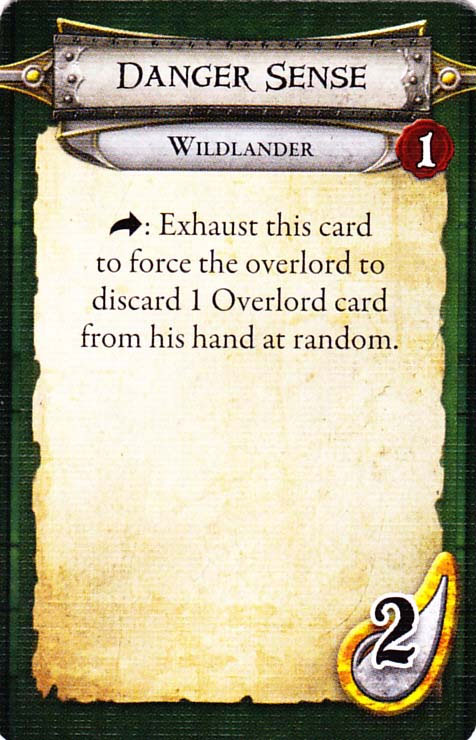 DANGER SENSE
WILDLANDER
1
: Exhaust this card
to force the overlord to
discard 1 Overlord card
from his hand at random.
2